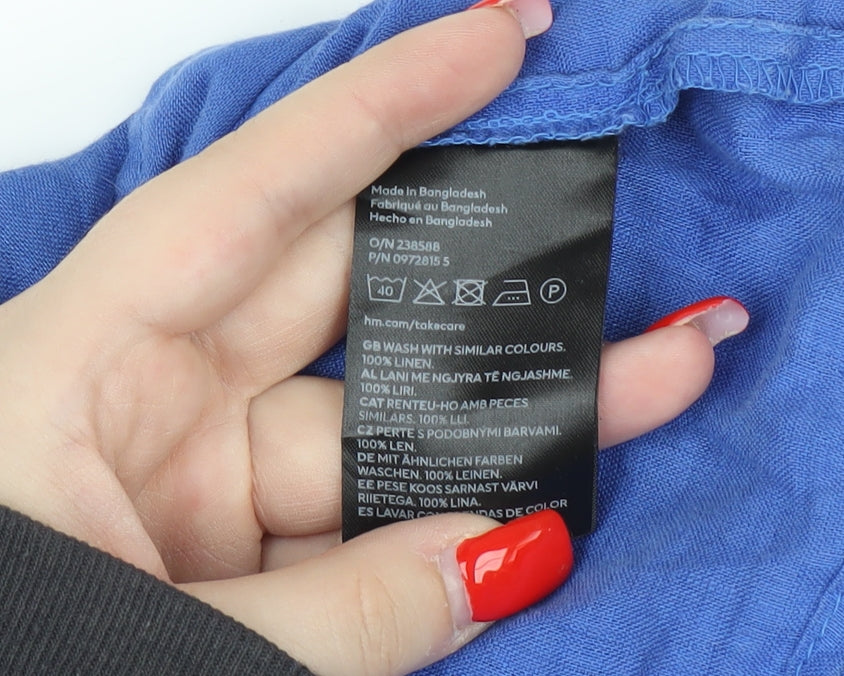 Made in Bangladesh
Fabriqué au Bangladesh
Hecho en Bangladesh
O/N 238588
P/N 0972815 5
40 P
hm.com/takecare
GB WASH WITH SIMILAR COLOURS.
100% LINEN.
AL LANI ME NGJYRA TË NGJASHME.
100% LIRI.
CAT RENTEU-HO AMB PECES
SIMILARS. 100% LLI.
CZ PERTE S PODOBNÝMI BARVAMI.
100% LEN.
DE MIT ÄHNLICHEN FARBEN
WASCHEN. 100% LEINEN.
EE PESE KOOS SARNAST VÄRVI
RIIETEGA. 100% LINA.
ES LAVAR DE COLOR